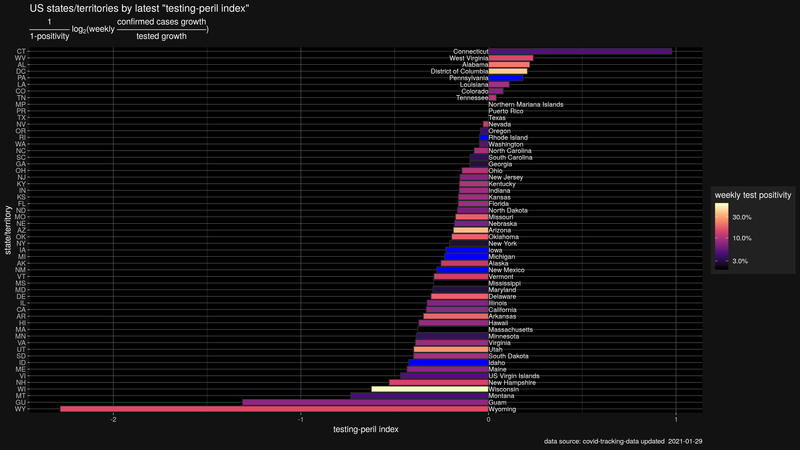 US states/territories by latest "testing-peril index"
1
1-positivity
log2(weekly
confirmed cases growth
tested growth
)
CT Connecticut
WV West Virginia
AL Alabama
DC District of Columbia
PA Pennsylvania
LA Louisiana
CO Colorado
TN Tennessee
MP Northern Mariana Islands
PR Puerto Rico
TX Texas
NV Nevada
OR Oregon
RI Rhode Island
WA Washington
NC North Carolina
SC South Carolina
GA Georgia
OH Ohio
NJ New Jersey
KY Kentucky
IN Indiana
KS Kansas
FL Florida
ND North Dakota
MO Missouri
NE Nebraska
AZ Arizona
OK Oklahoma
NY New York
IA Iowa
MI Michigan
AK Alaska
NM New Mexico
VT Vermont
MS Mississippi
MD Maryland
DE Delaware
IL Illinois
CA California
AR Arkansas
HI Hawaii
MA Massachusetts
MN Minnesota
VA Virginia
UT Utah
SD South Dakota
ID Idaho
ME Maine
VI US Virgin Islands
NH New Hampshire
WI Wisconsin
MT Montana
GU Guam
WY Wyoming
state/territory
-2 -1 0 1
testing-peril index
weekly test positivity
30.0%
10.0%
3.0%
data source: covid-tracking-data updated 2021-01-29